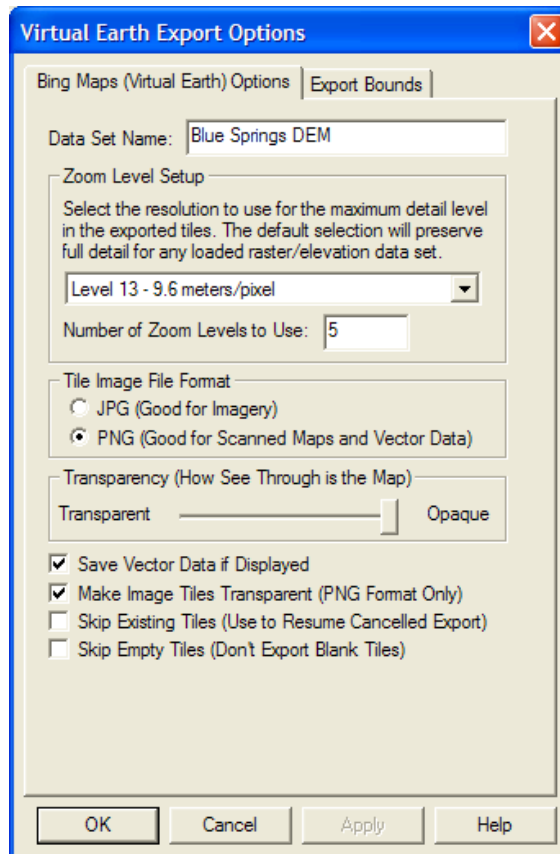 Virtual Earth Export Options
Bing Maps (Virtual Earth) Options
Export Bounds
Data Set Name: Blue Springs DEM
Zoom Level Setup
Select the resolution to use for the maximum detail level
in the exported tiles. The default selection will preserve
full detail for any loaded raster/elevation data set.
Level 13 - 9.6 meters/pixel
Number of Zoom Levels to Use: 5
Tile Image File Format
JPG (Good for Imagery)
PNG (Good for Scanned Maps and Vector Data)
Transparency (How See Through is the Map)
Transparent Opaque
Save Vector Data if Displayed
Make Image Tiles Transparent (PNG Format Only)
Skip Existing Tiles (Use to Resume Cancelled Export)
Skip Empty Tiles (Don't Export Blank Tiles)
OK Cancel Apply Help